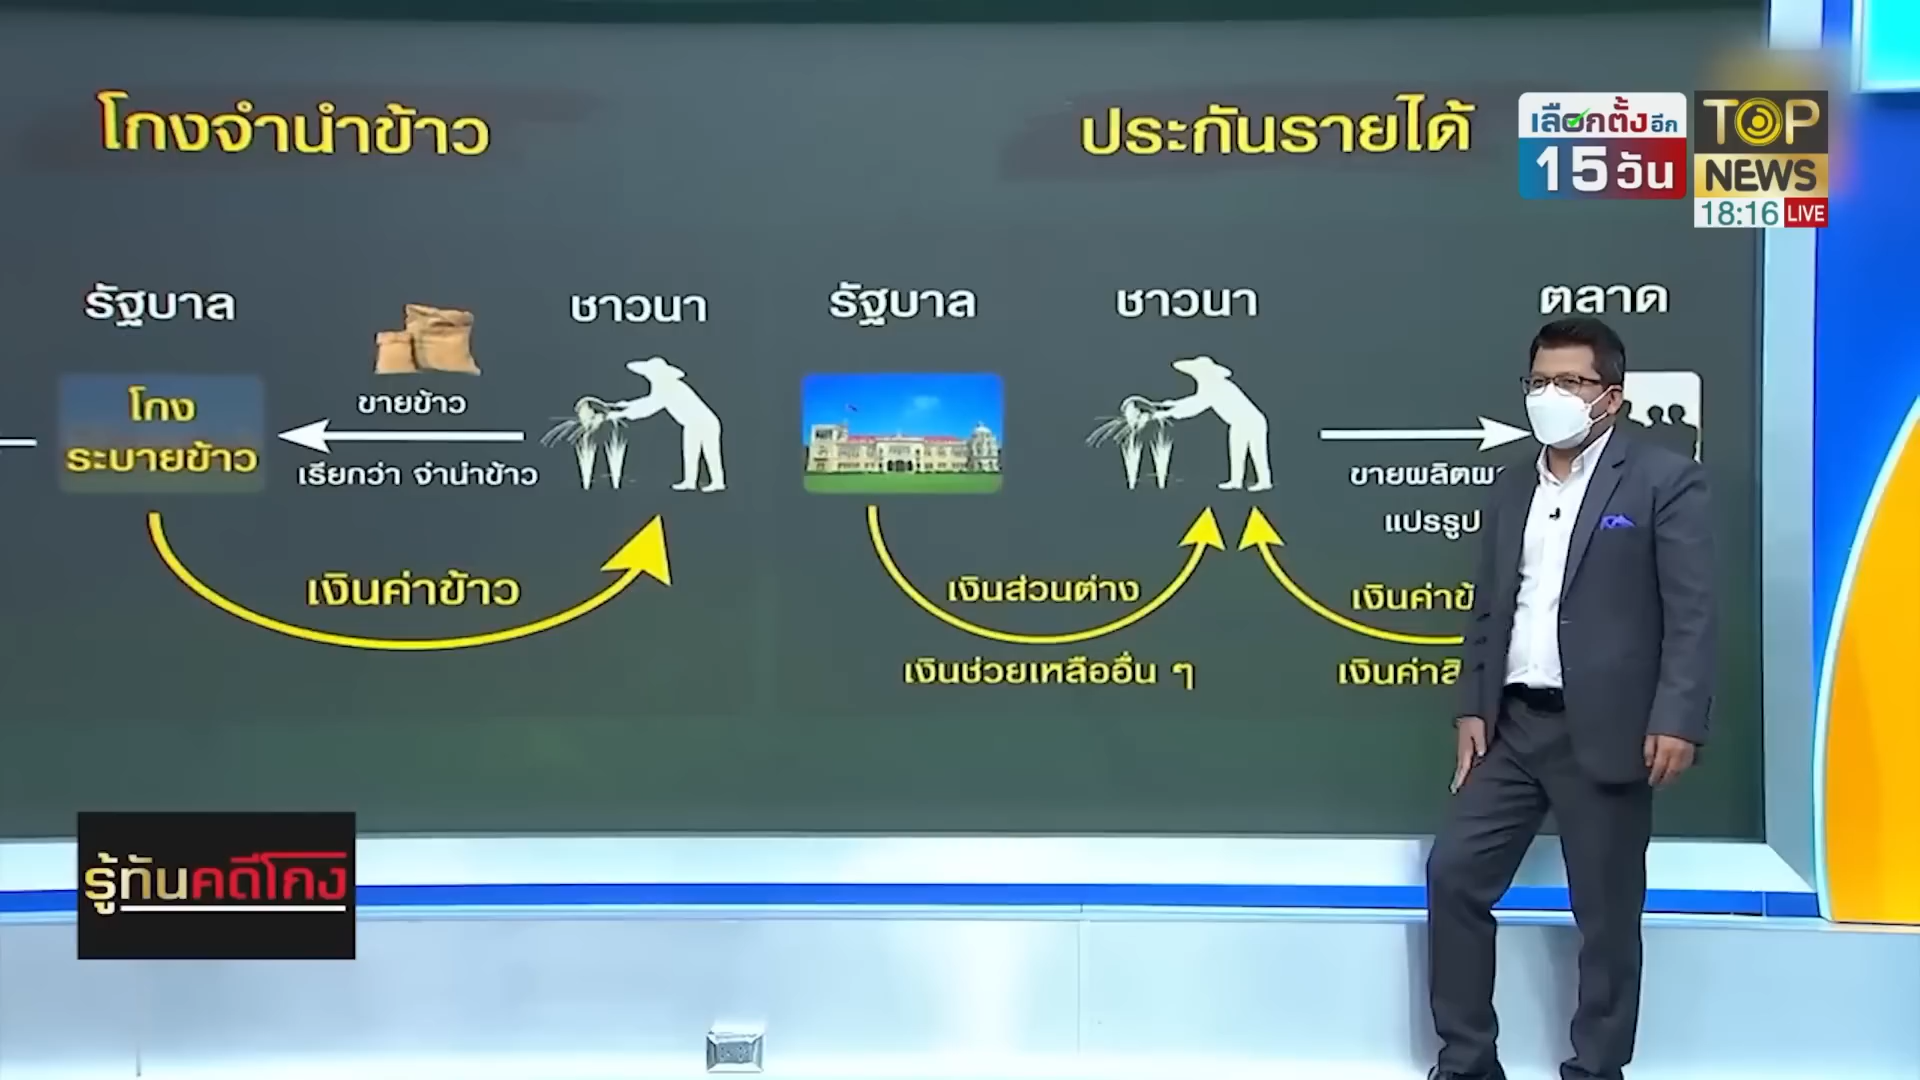 โกงจำนำข้าว
ประกันรายได้
เลือกตั้งอีก
15 วัน
TOP
NEWS
18:16 LIVE
รัฐบาล
ชาวนา
รัฐบาล
ชาวนา
ตลาด
โกง
ระบายข้าว
ขายข้าว
เรียกว่า จำนำข้าว
เงินค่าข้าว
เงินส่วนต่าง
เงินช่วยเหลืออื่น ๆ
แปรรูป
รู้ทันคดีโกง